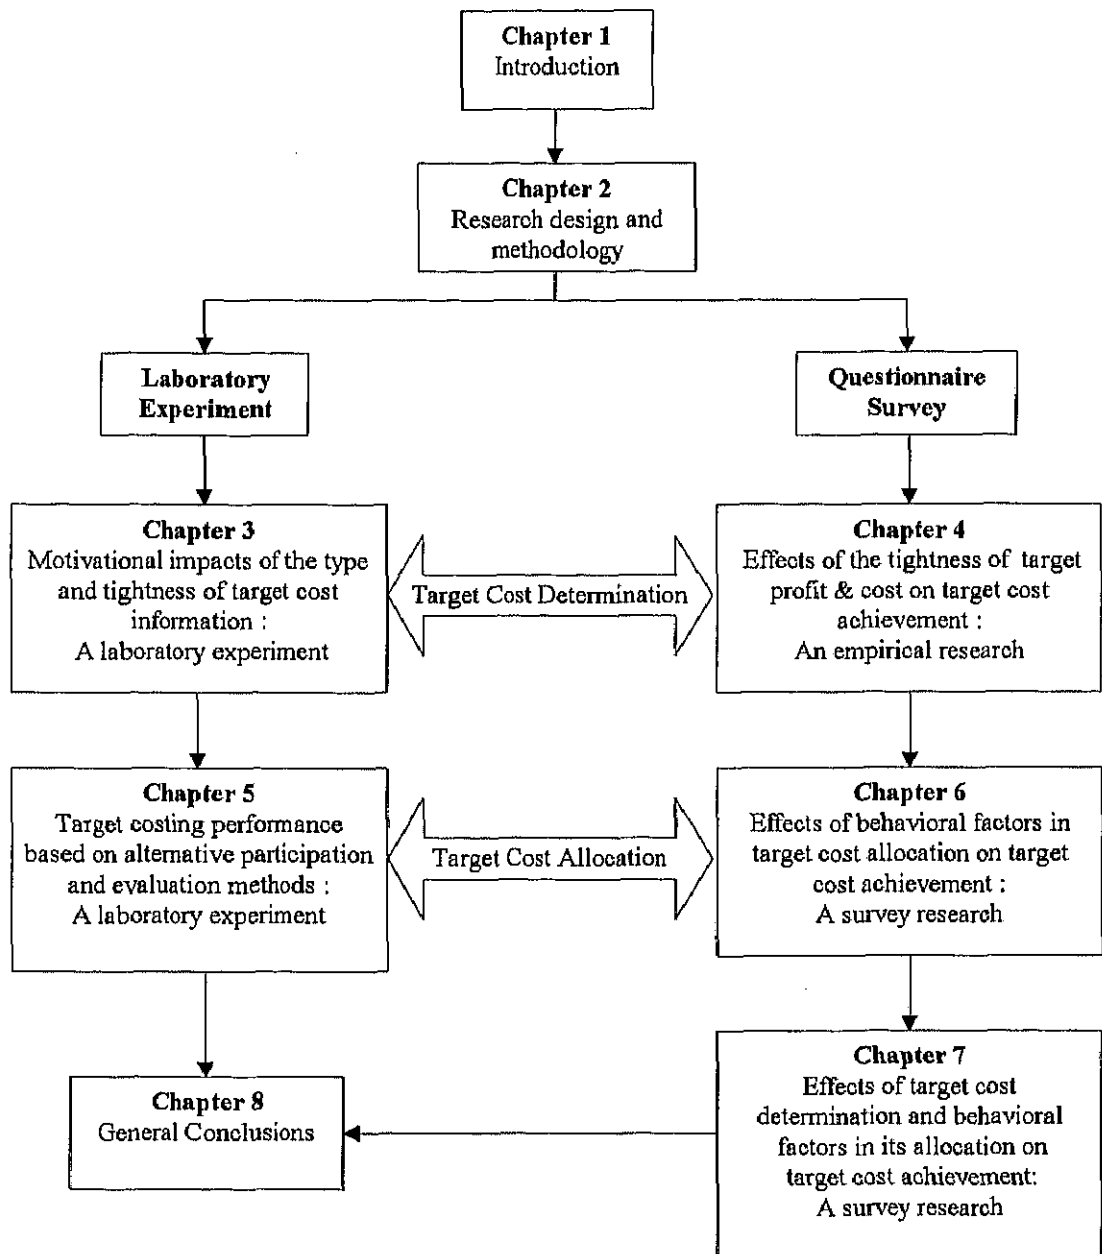 Chapter 1
Introduction
Chapter 2
Research design and
methodology
Laboratory
Experiment
Questionnaire
Survey
Chapter 3
Motivational impacts of the type
and tightness of target cost
information :
A laboratory experiment
Target Cost Determination
Chapter 4
Effects of the tightness of target
profit & cost on target cost
achievement :
An empirical research
Chapter 5
Target costing performance
based on alternative participation
and evaluation methods :
A laboratory experiment
Target Cost Allocation
Chapter 6
Effects of behavioral factors in
target cost allocation on target
cost achievement :
A survey research
Chapter 7
Effects of target cost
determination and behavioral
factors in its allocation on
target cost achievement:
A survey research
Chapter 8
General Conclusions